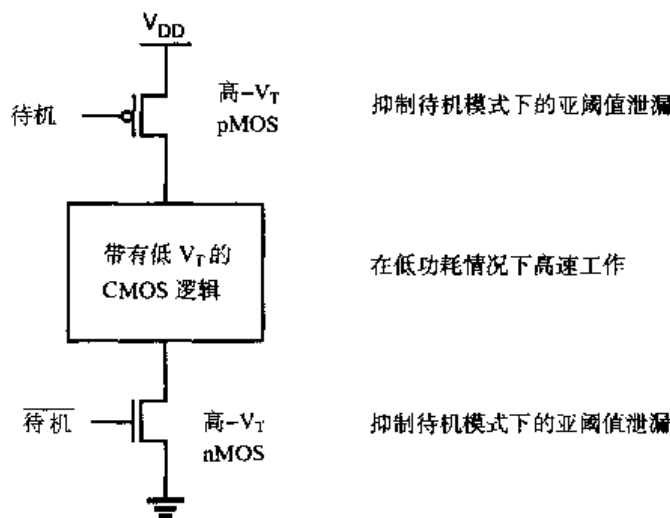 V_DD
待机
高-V_T
pMOS
抑制待机模式下的亚阈值泄漏
带有低 V_T 的
CMOS 逻辑
在低功耗情况下高速工作
待机
高-V_T
nMOS
抑制待机模式下的亚阈值泄漏